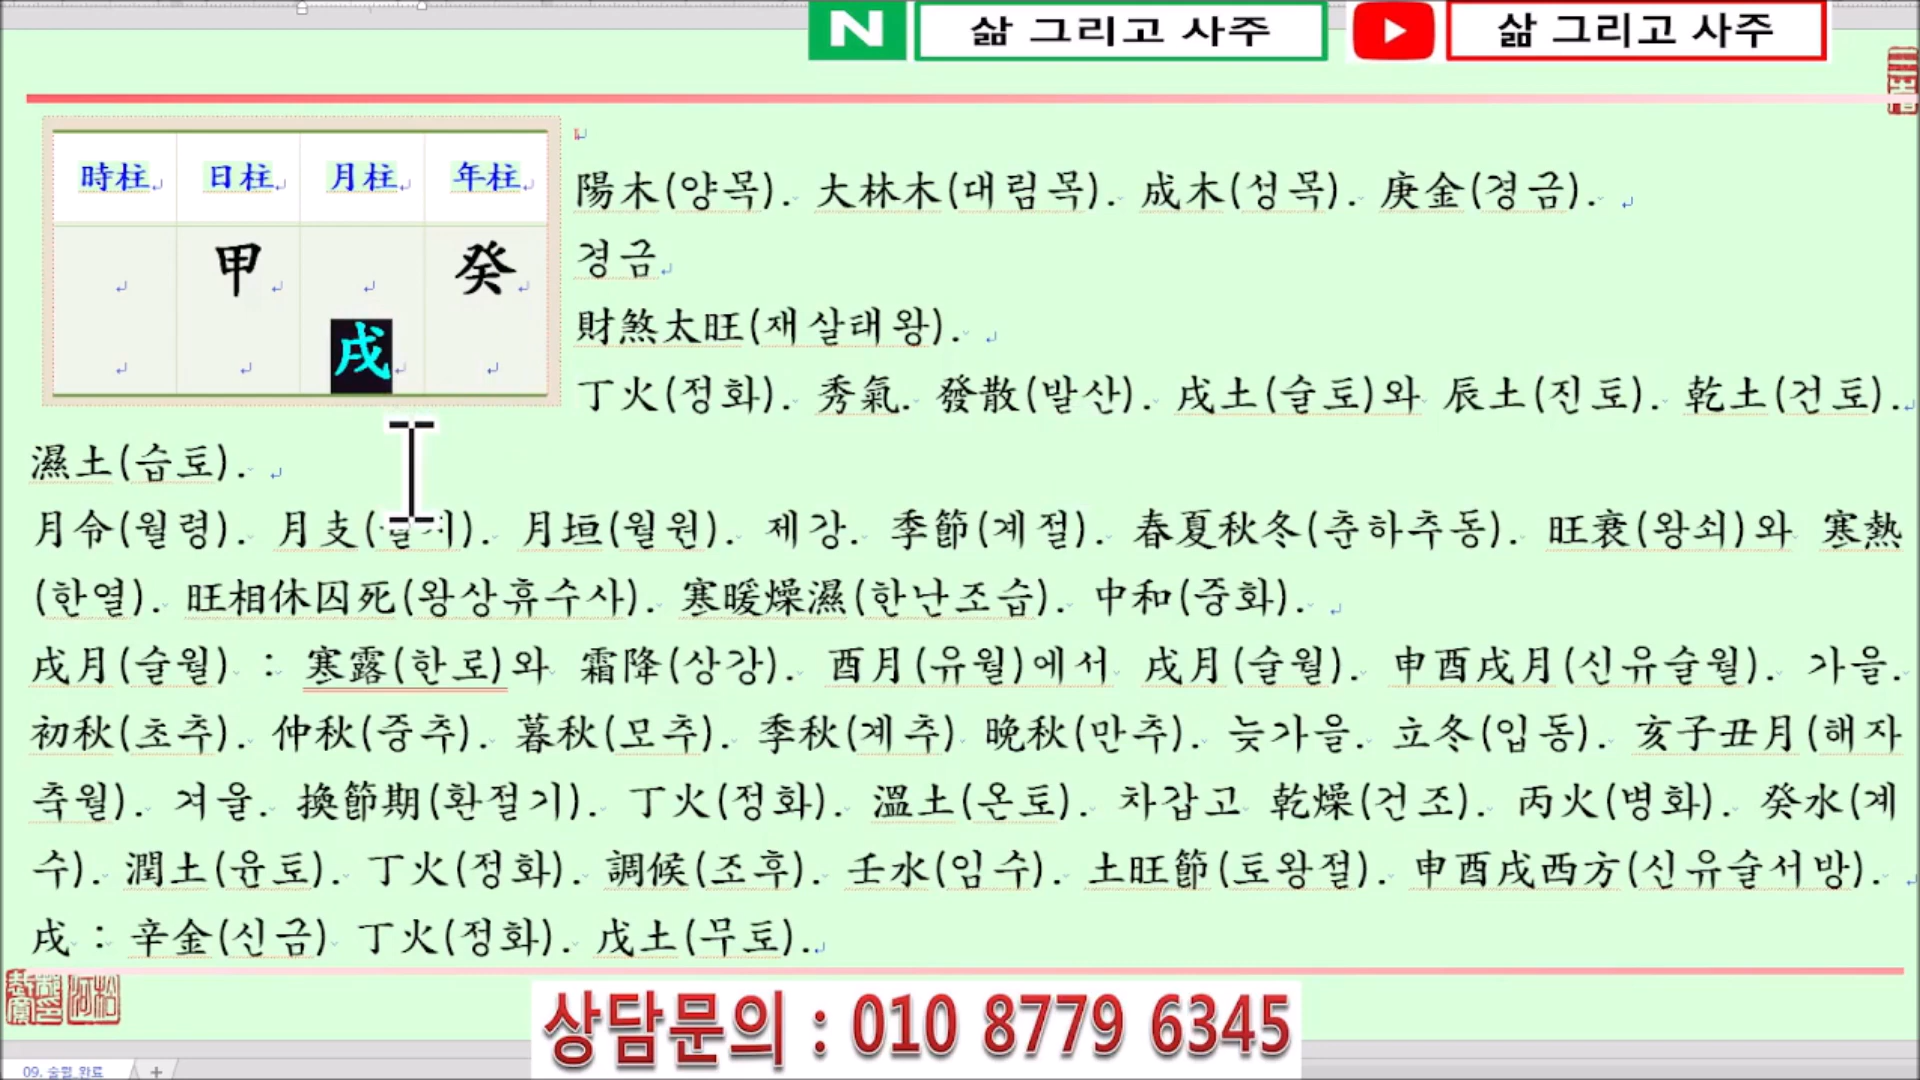 N 삶 그리고 사주 삶 그리고 사주
時柱 日柱 月柱 年柱
甲 癸
戌
陽木(양목). 大林木(대림목). 成木(성목). 庚金(경금).
경금
財煞太旺(재살태왕).
丁火(정화). 秀氣. 發散(발산). 戌土(술토)와 辰土(진토). 乾土(건토).
濕土(습토).
月令(월령). 月支( 지). 月垣(월원). 제강. 季節(계절). 春夏秋冬(춘하추동). 旺衰(왕쇠)와 寒熱
(한열). 旺相休囚死(왕상휴수사). 寒暖燥濕(한난조습). 中和(중화).
戌月(술월) : 寒露(한로)와 霜降(상강). 酉月(유월)에서 戌月(술월). 申酉戌月(신유술월). 가을.
初秋(초추). 仲秋(중추). 暮秋(모추). 季秋(계추) 晩秋(만추). 늦가을. 立冬(입동). 亥子丑月(해자
축월). 겨울. 換節期(환절기). 丁火(정화). 溫土(온토). 차갑고 乾燥(건조). 丙火(병화). 癸水(계
수). 潤土(윤토). 丁火(정화). 調候(조후). 壬水(임수). 土旺節(토왕절). 申酉戌西方(신유술서방).
戌 : 辛金(신금) 丁火(정화). 戊土(무토).
상담문의 : 010 8779 6345
09. 술월_완료